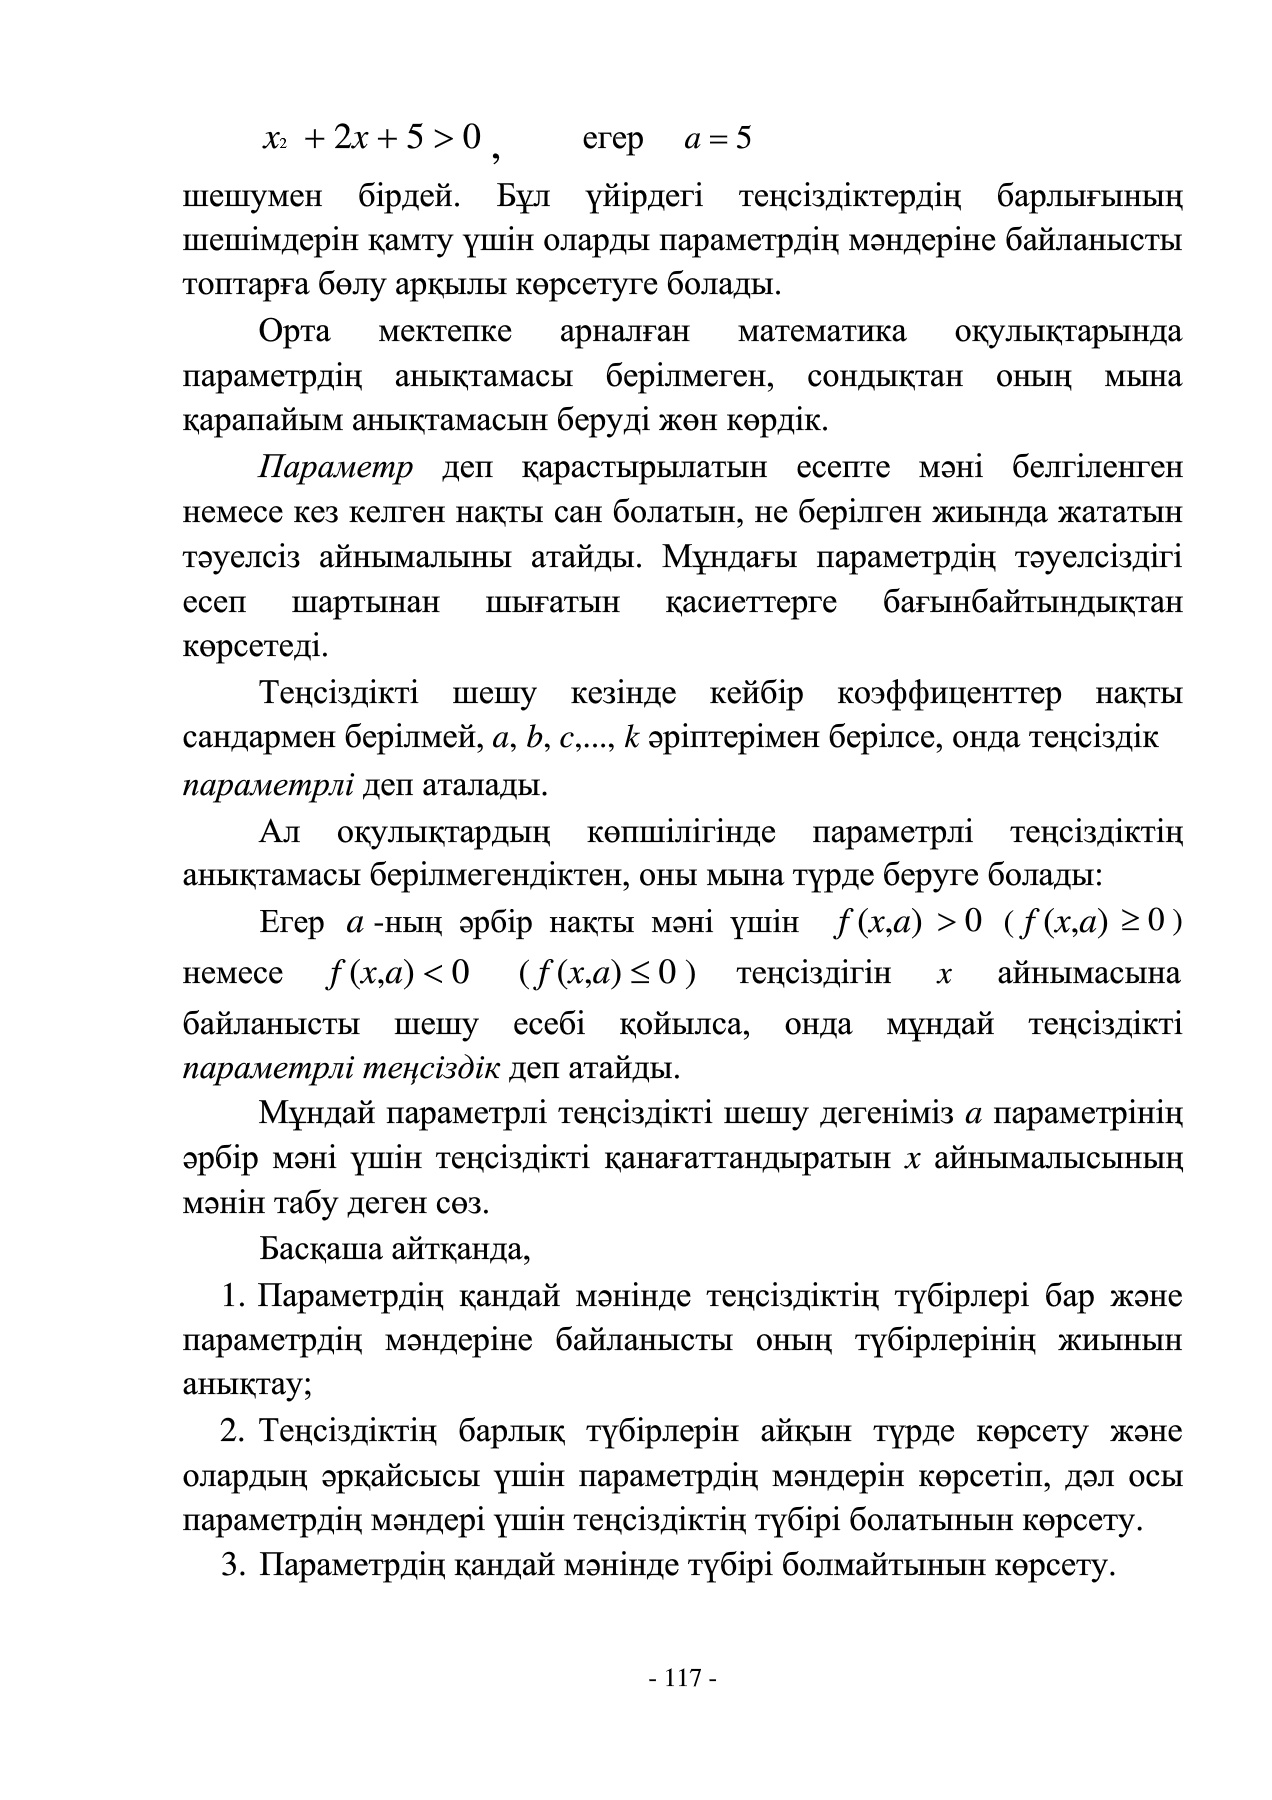 x₂ + 2x + 5 > 0 , егер a = 5
шешумен бірдей. Бұл үйірдегі теңсіздіктердің барлығының
шешімдерін қамту үшін оларды параметрдің мәндеріне байланысты
топтарға бөлу арқылы көрсетуге болады.
Орта мектепке арналған математика оқулықтарында
параметрдің анықтамасы берілмеген, сондықтан оның мына
қарапайым анықтамасын беруді жөн көрдік.
Параметр деп қарастырылатын есепте мәні белгіленген
немесе кез келген нақты сан болатын, не берілген жиында жататын
тәуелсіз айнымалыны атайды. Мұндағы параметрдің тәуелсіздігі
есеп шартынан шығатын қасиеттерге бағынбайтындықтан
көрсетеді.
Теңсіздікті шешу кезінде кейбір коэффиценттер нақты
сандармен берілмей, a, b, c,..., k әріптерімен берілсе, онда теңсіздік
параметрлі деп аталады.
Ал оқулықтардың көпшілігінде параметрлі теңсіздіктің
анықтамасы берілмегендіктен, оны мына түрде беруге болады:
Егер a -ның әрбір нақты мәні үшін f (x,a) > 0 ( f (x,a) ≥ 0 )
немесе f (x,a) < 0 ( f (x,a) ≤ 0 ) теңсіздігін x айнымасына
байланысты шешу есебі қойылса, онда мұндай теңсіздікті
параметрлі теңсіздік деп атайды.
Мұндай параметрлі теңсіздікті шешу дегеніміз a параметрінің
әрбір мәні үшін теңсіздікті қанағаттандыратын x айнымалысының
мәнін табу деген сөз.
Басқаша айтқанда,
1. Параметрдің қандай мәнінде теңсіздіктің түбірлері бар және
параметрдің мәндеріне байланысты оның түбірлерінің жиынын
анықтау;
2. Теңсіздіктің барлық түбірлерін айқын түрде көрсету және
олардың әрқайсысы үшін параметрдің мәндерін көрсетіп, дәл осы
параметрдің мәндері үшін теңсіздіктің түбірі болатынын көрсету.
3. Параметрдің қандай мәнінде түбірі болмайтынын көрсету.
- 117 -